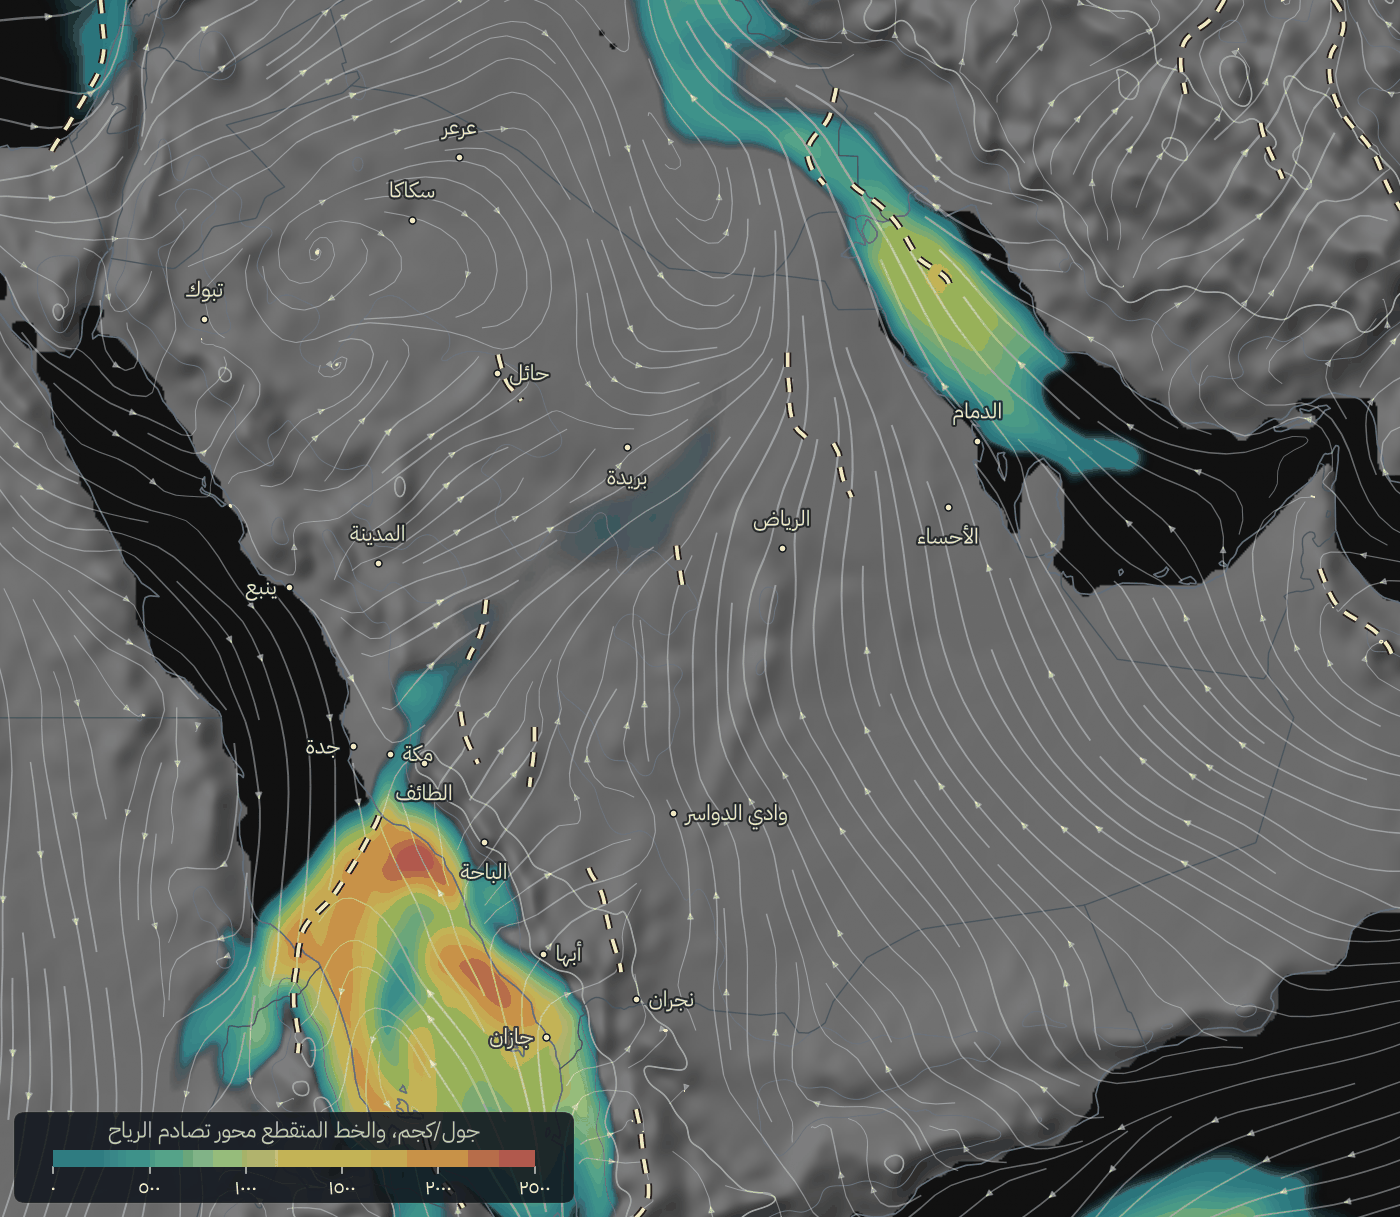 عرعر
سكاكا
تبوك
حائل
الدمام
بريدة
الرياض
الأحساء
المدينة
ينبع
جدة
مكة
الطائف
وادي الدواسر
الباحة
أبها
نجران
جازان
جول/كجم، والخط المتقطع محور تصادم الرياح
٠ ٥٠٠ ١٠٠٠ ١٥٠٠ ٢٠٠٠ ٢٥٠٠